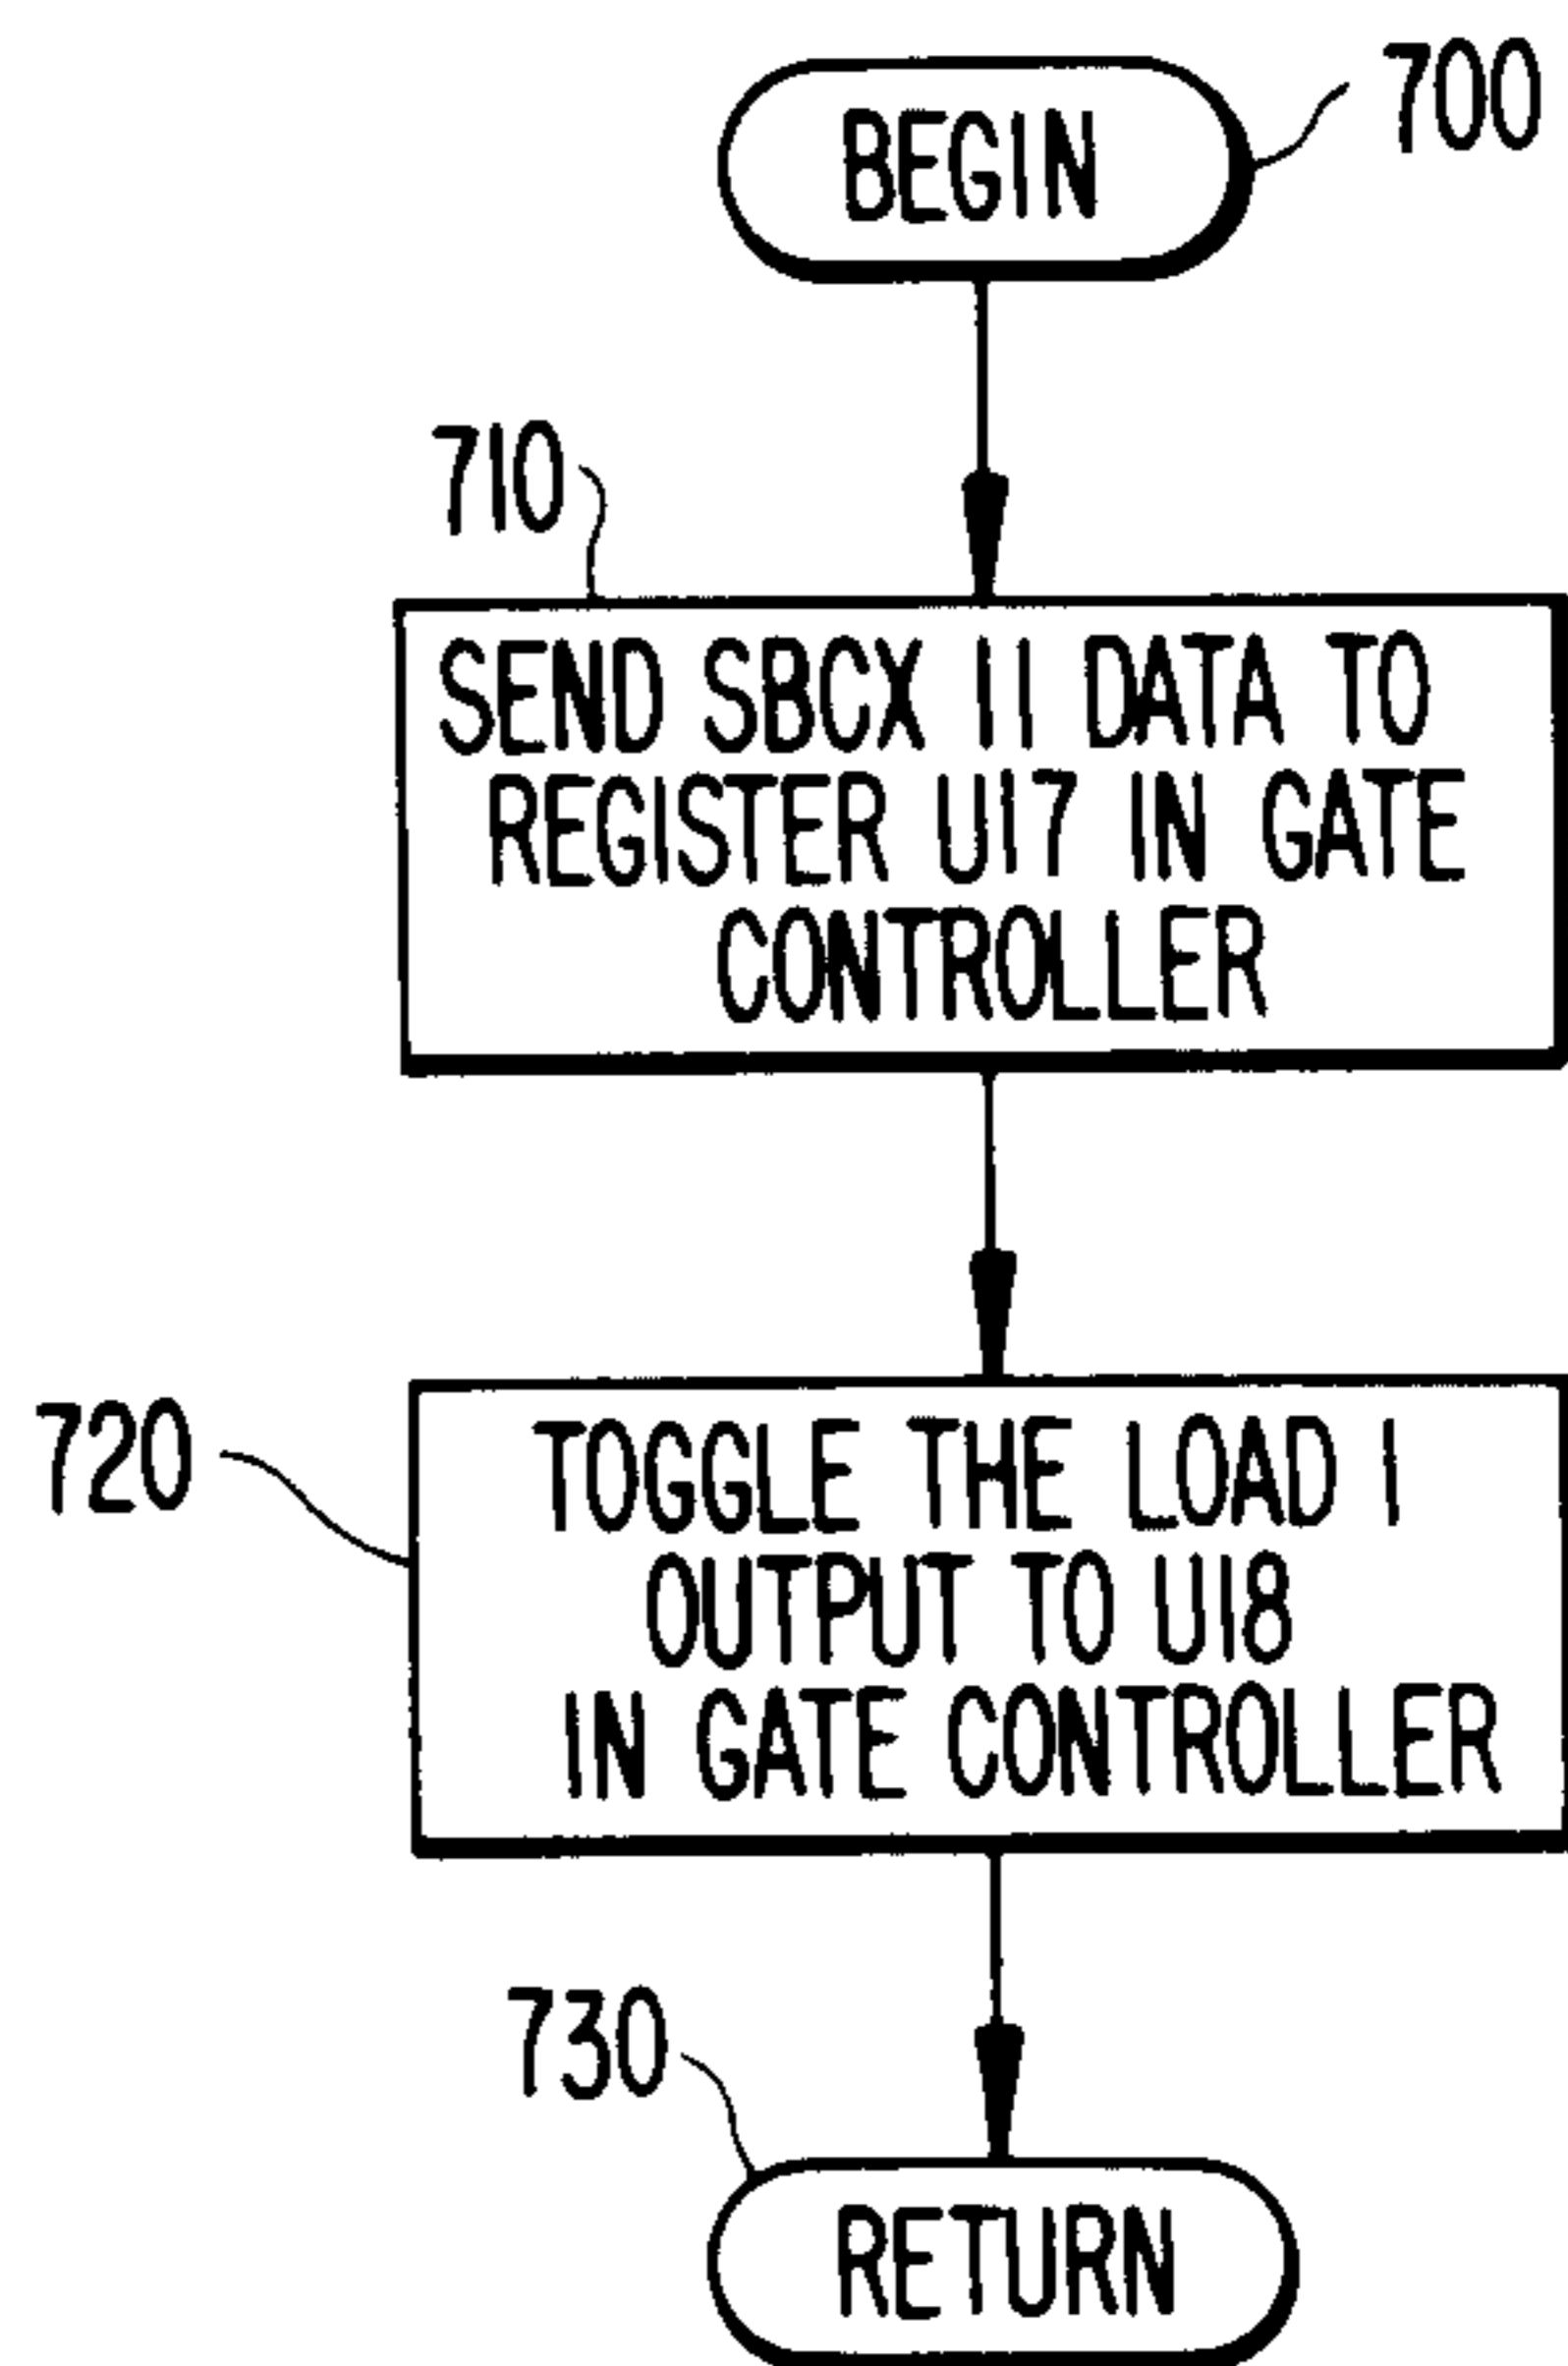 BEGIN
700
710
SEND SBCX 11 DATA TO
REGISTER U17 IN GATE
CONTROLLER
720
TOGGLE THE LOAD 1
OUTPUT TO U18
IN GATE CONTROLLER
730
RETURN